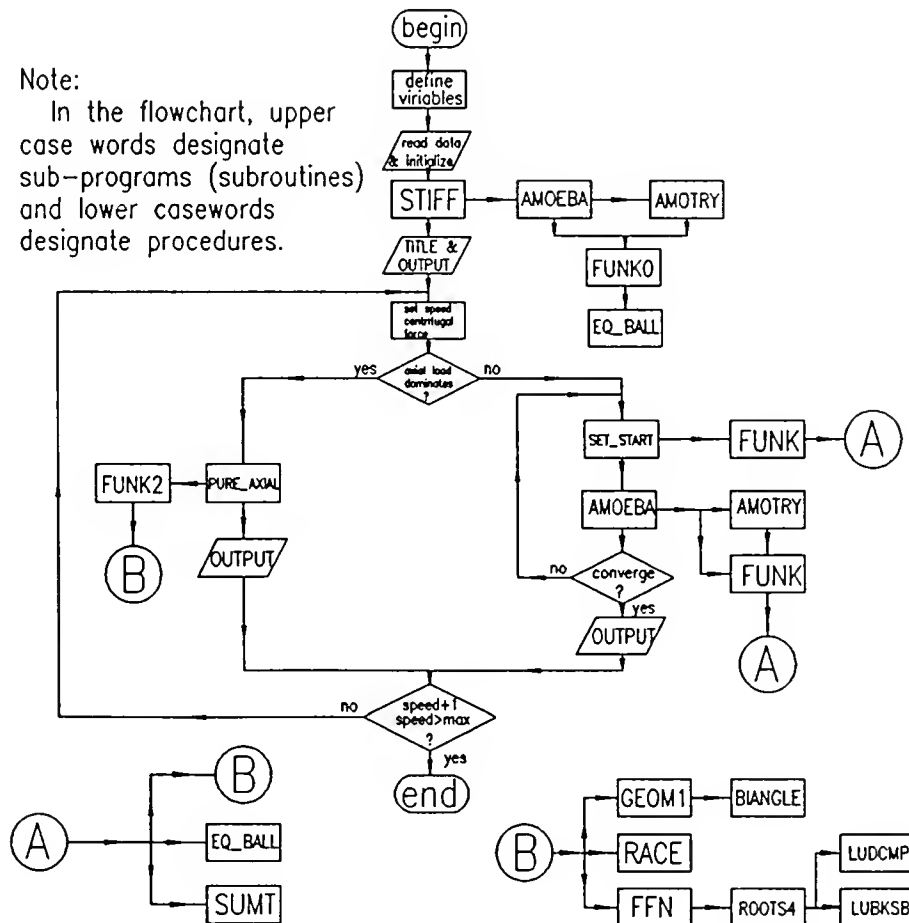 begin
Note:
In the flowchart, upper
case words designate
sub-programs (subroutines)
and lower casewords
designate procedures.
define
viriables
read data
& initialize
STIFF
AMOEBA
AMOTRY
TITLE &
OUTPUT
FUNK0
EQ_BALL
set speed
centrifugal
force
yes
axial load
dominates
?
no
SET_START
FUNK
A
FUNK2
PURE_AXIAL
AMOEBA
AMOTRY
B
OUTPUT
no
converge
?
FUNK
yes
OUTPUT
A
no
speed+1
speed>max
?
yes
end
B
A
EQ_BALL
SUMT
GEOM1
BIANGLE
B
RACE
LUDCMP
FFN
ROOTS4
LUBKSB